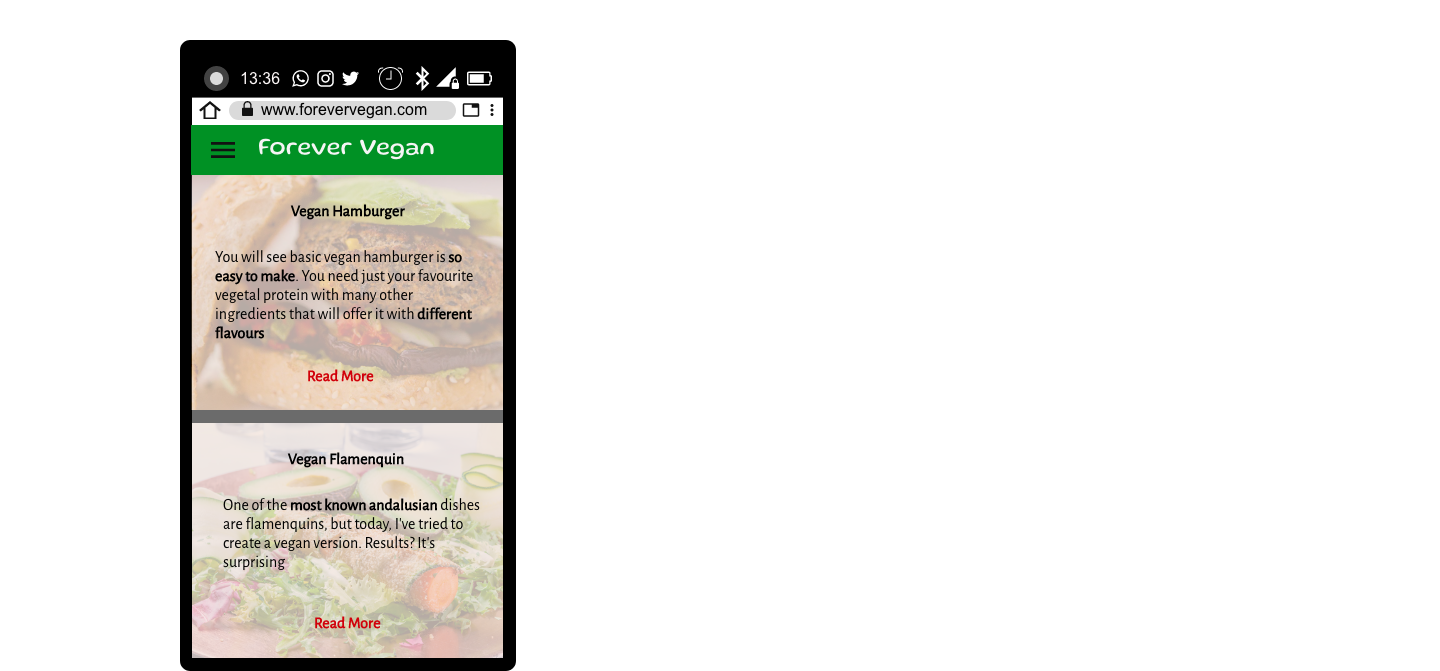 13:36
www.forevervegan.com
Forever Vegan
Vegan Hamburger
You will see basic vegan hamburger is so
easy to make. You need just your favourite
vegetal protein with many other
ingredients that will offer it with different
flavours
Read More
Vegan Flamenquin
One of the most known andalusian dishes
are flamenquins, but today, I've tried to
create a vegan version. Results? It's
surprising
Read More